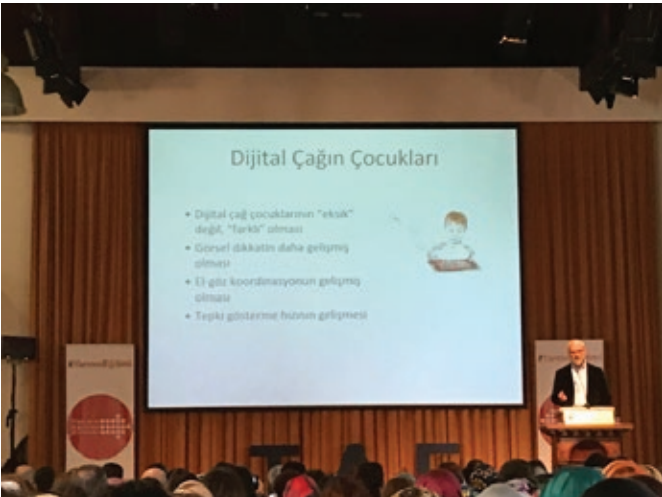 Dijital Çağın Çocukları
• Dijital çağ çocuklarının "eksik"
değil, "farklı" olması
• Görsel dikkatin daha gelişmiş
olması
• El-göz koordinasyonun gelişmiş
olması
• Tepki gösterme hızının gelişmesi
T A E